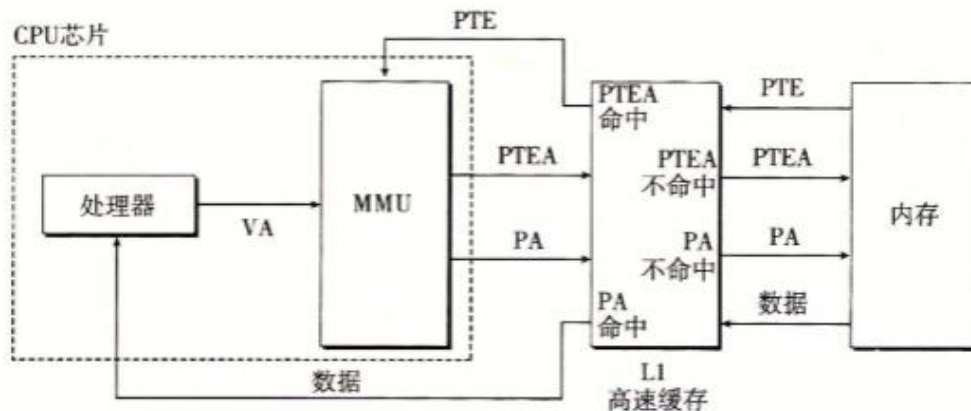 CPU芯片
PTE
PTEA
命中
PTE
PTEA
PTEA
不命中
PTEA
处理器
VA
MMU
内存
PA
PA
不命中
PA
PA
命中
数据
数据
L1
高速缓存